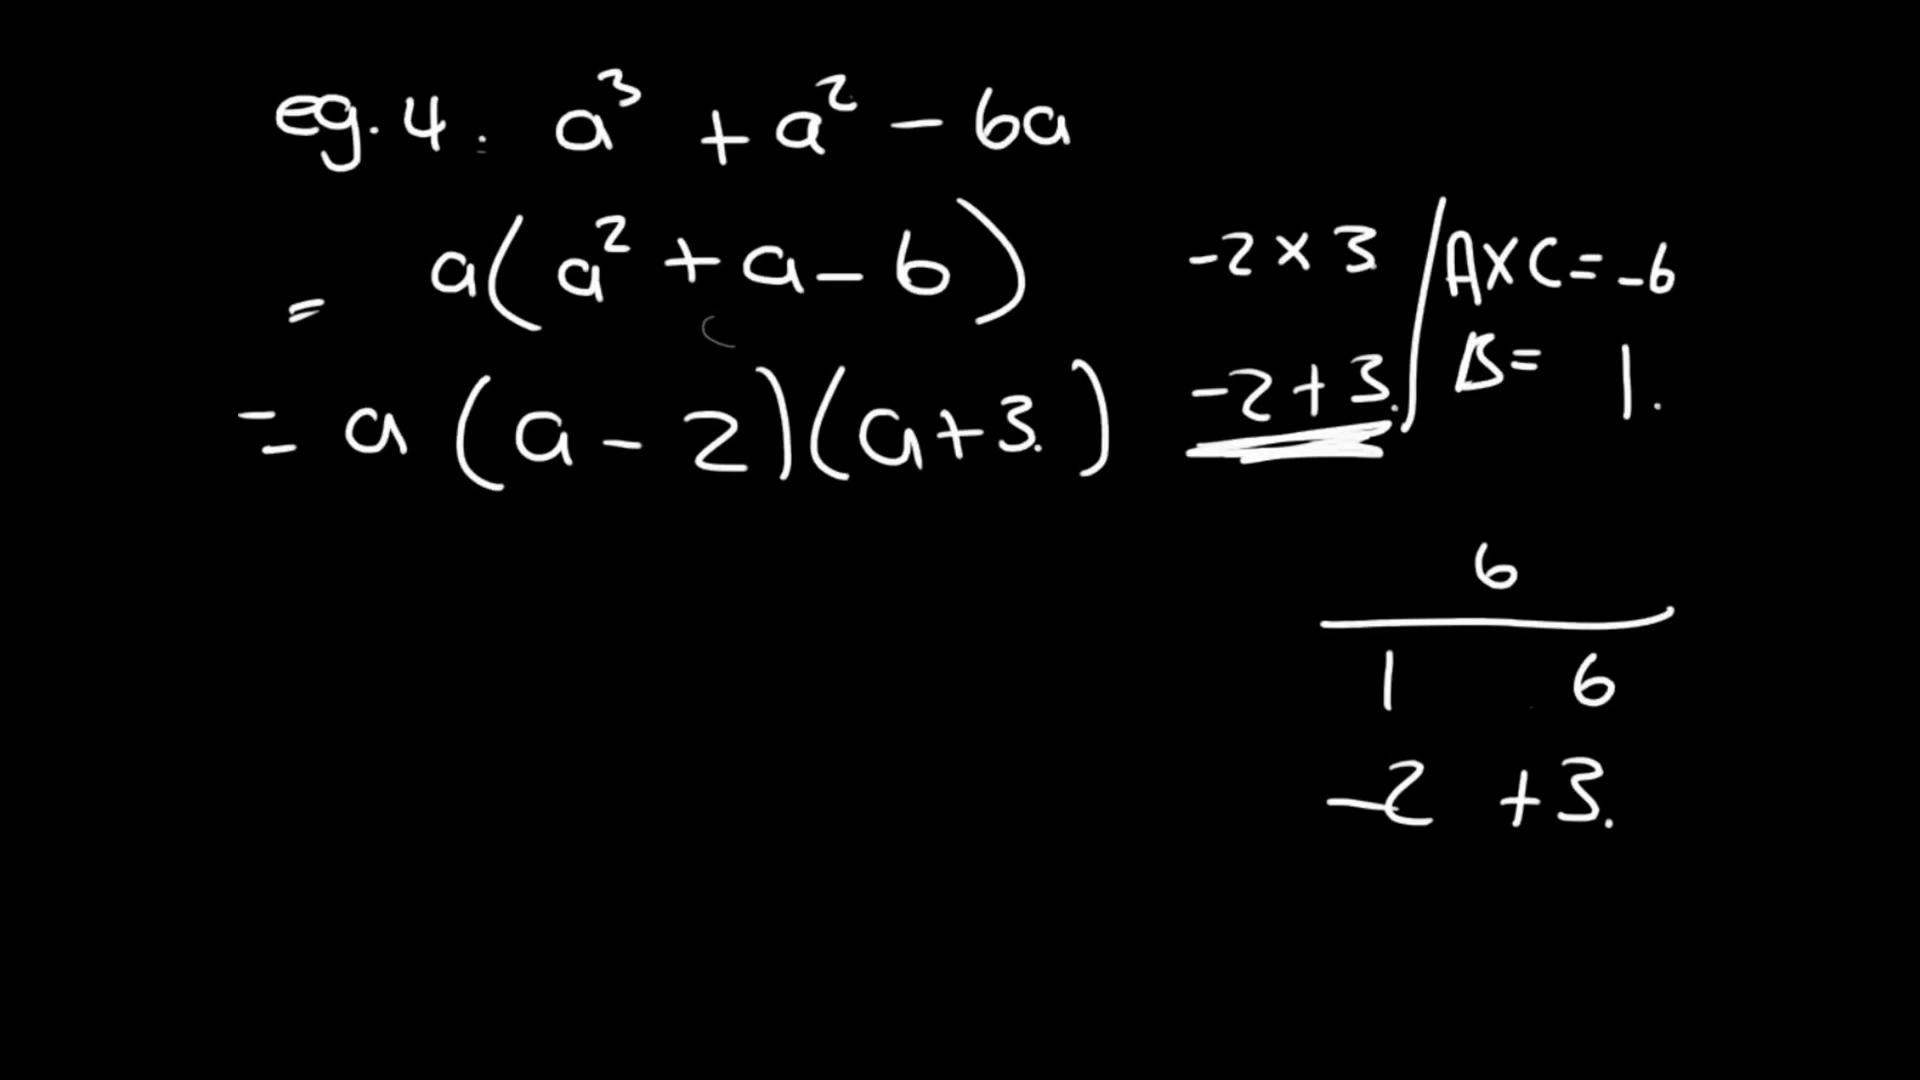 eg. 4: a³ + a² - 6a
= a(a² + a - 6)
= a (a - 2)(a + 3.)
-2 × 3
-2 + 3.
A × C = -6
B = 1.
6
1 6
-2 +3.